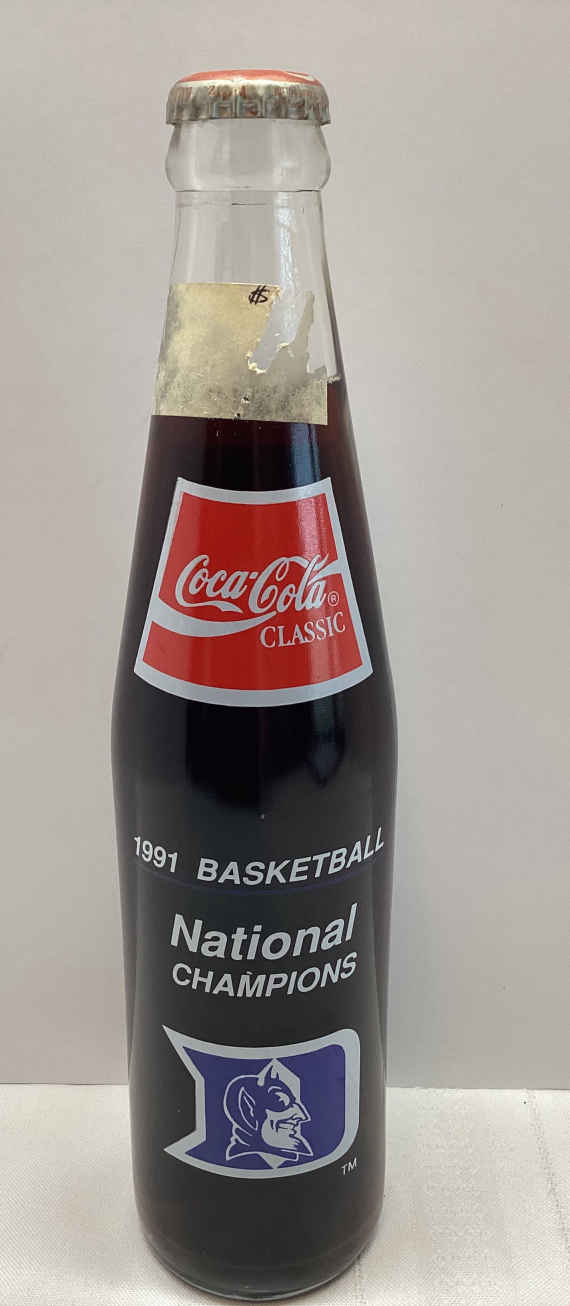 $
Coca-Cola®
CLASSIC
1991 BASKETBALL
National
CHAMPIONS
TM